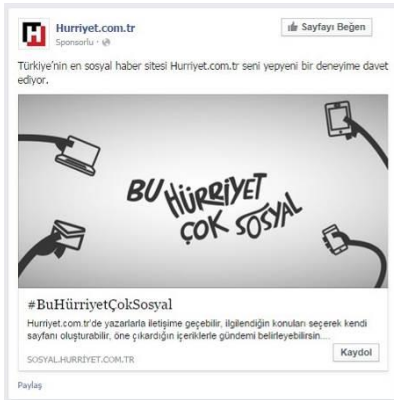 Hurriyet.com.tr
Sponsorlu ·
Sayfayı Beğen
Türkiye'nin en sosyal haber sitesi Hurriyet.com.tr seni yepyeni bir deneyime davet
ediyor.
BU HÜRRİYET
ÇOK SOSYAL
#BuHürriyetÇokSosyal
Hurriyet.com.tr'de yazarlarla iletişime geçebilir, ilgilendiğin konuları seçerek kendi
sayfanı oluşturabilir, öne çıkardığın içeriklerle gündemi belirleyebilirsin....
SOSYAL.HURRİYET.COM.TR
Kaydol
Paylaş